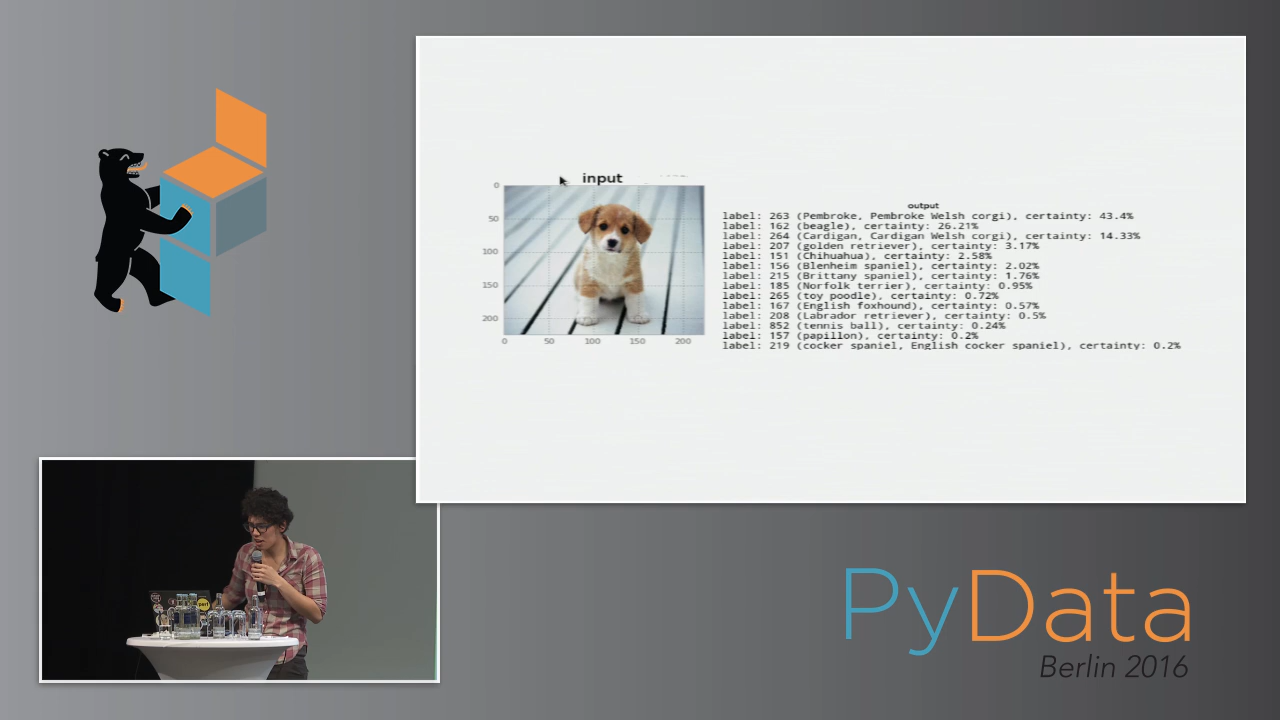 input
0
50
100
150
200
0 50 100 150 200
output
label: 263 (Pembroke, Pembroke Welsh corgi), certainty: 43.4%
label: 162 (beagle), certainty: 26.21%
label: 264 (Cardigan, Cardigan Welsh corgi), certainty: 14.33%
label: 207 (golden retriever), certainty: 3.17%
label: 151 (Chihuahua), certainty: 2.58%
label: 156 (Blenheim spaniel), certainty: 2.02%
label: 215 (Brittany spaniel), certainty: 1.76%
label: 185 (Norfolk terrier), certainty: 0.95%
label: 265 (toy poodle), certainty: 0.72%
label: 167 (English foxhound), certainty: 0.57%
label: 208 (Labrador retriever), certainty: 0.5%
label: 852 (tennis ball), certainty: 0.24%
label: 157 (papillon), certainty: 0.2%
label: 219 (cocker spaniel, English cocker spaniel), certainty: 0.2%
PyData
Berlin 2016